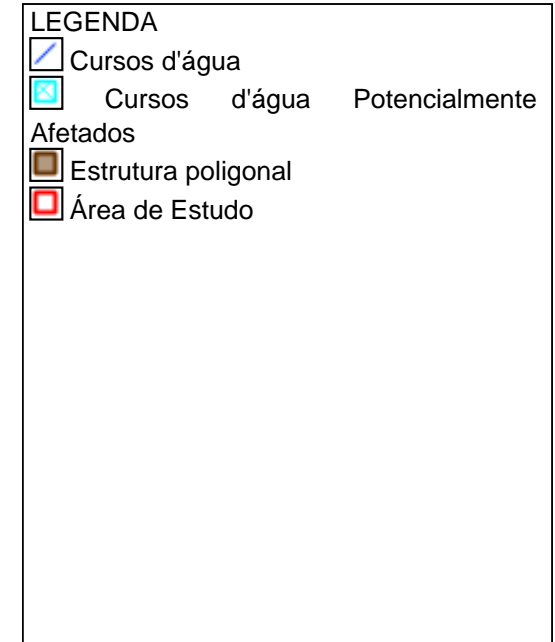 LEGENDA
Cursos d'água
Cursos d'água Potencialmente
Afetados
Estrutura poligonal
Área de Estudo